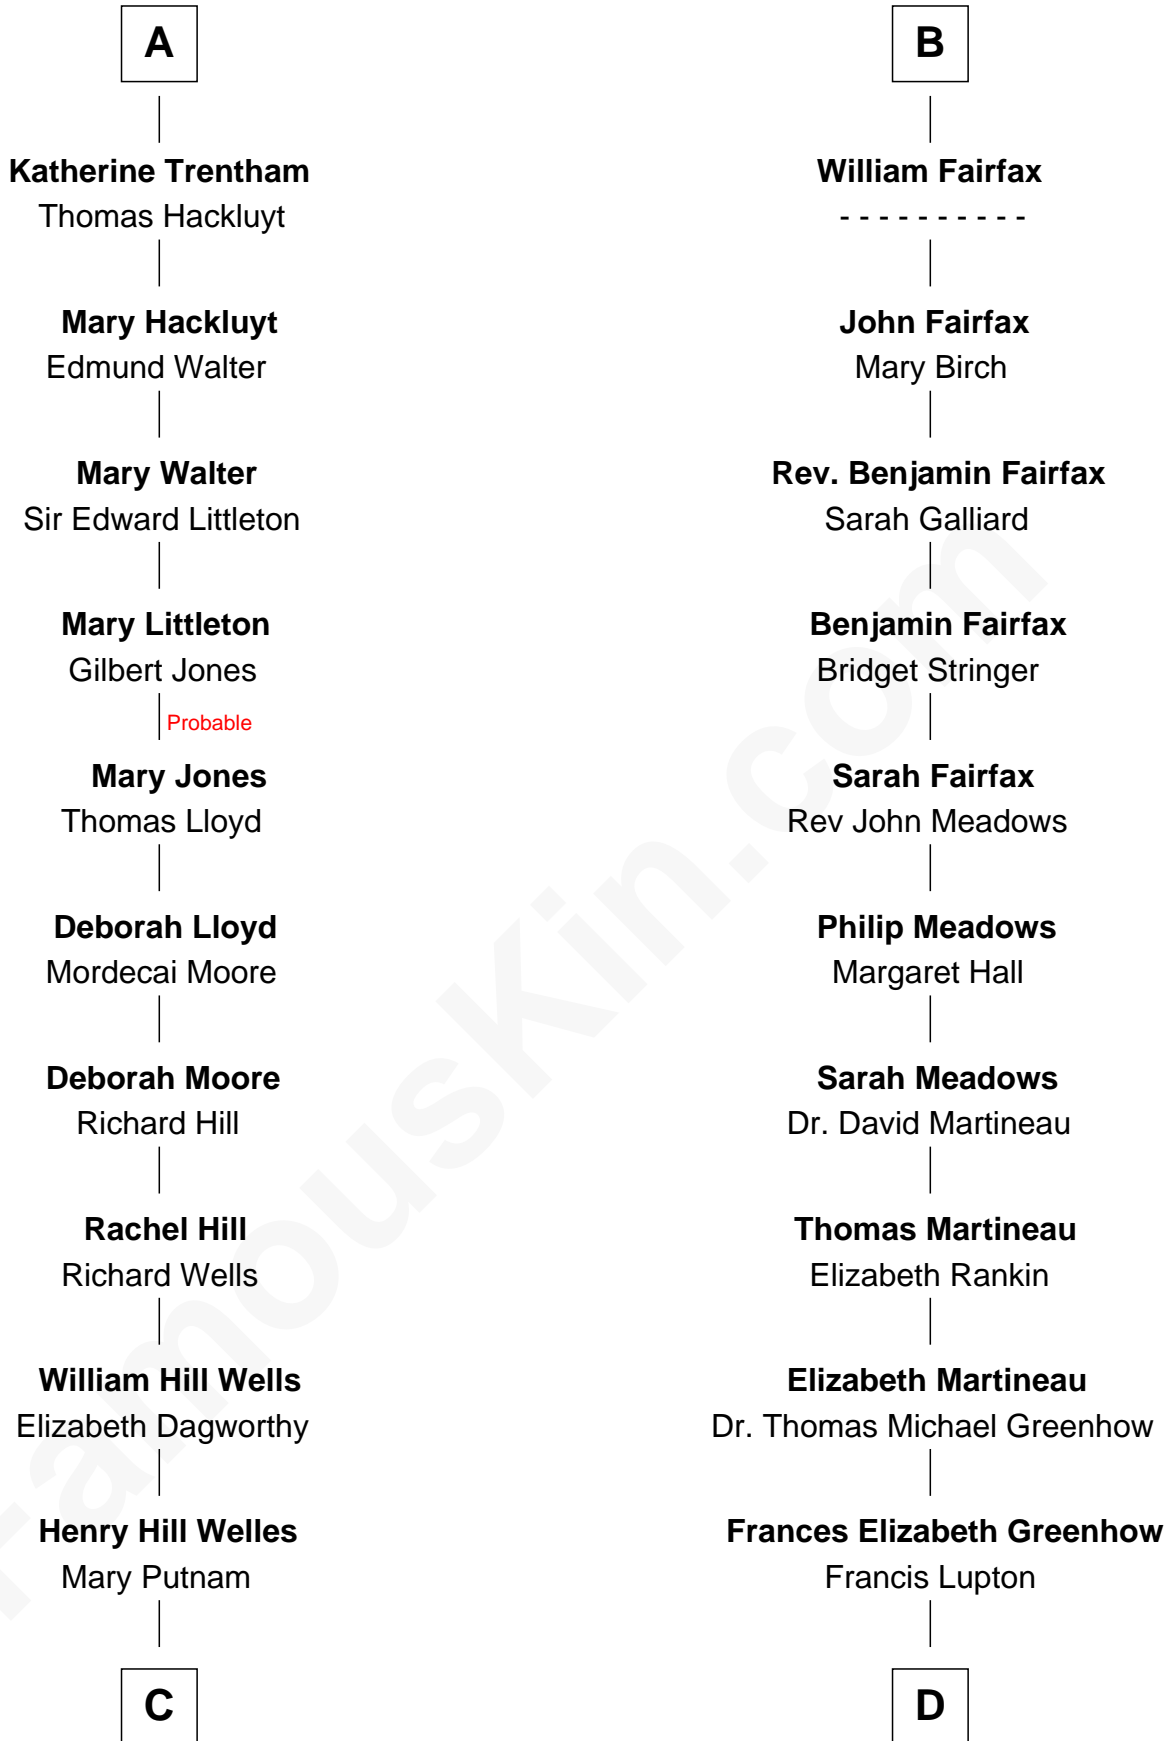 A
Katherine Trentham
Thomas Hackluyt
Mary Hackluyt
Edmund Walter
Mary Walter
Sir Edward Littleton
Mary Littleton
Gilbert Jones
Probable
Mary Jones
Thomas Lloyd
Deborah Lloyd
Mordecai Moore
Deborah Moore
Richard Hill
Rachel Hill
Richard Wells
William Hill Wells
Elizabeth Dagworthy
Henry Hill Welles
Mary Putnam
C
B
William Fairfax
- - - - - - - - - -
John Fairfax
Mary Birch
Rev. Benjamin Fairfax
Sarah Galliard
Benjamin Fairfax
Bridget Stringer
Sarah Fairfax
Rev John Meadows
Philip Meadows
Margaret Hall
Sarah Meadows
Dr. David Martineau
Thomas Martineau
Elizabeth Rankin
Elizabeth Martineau
Dr. Thomas Michael Greenhow
Frances Elizabeth Greenhow
Francis Lupton
D
FamousKin.com